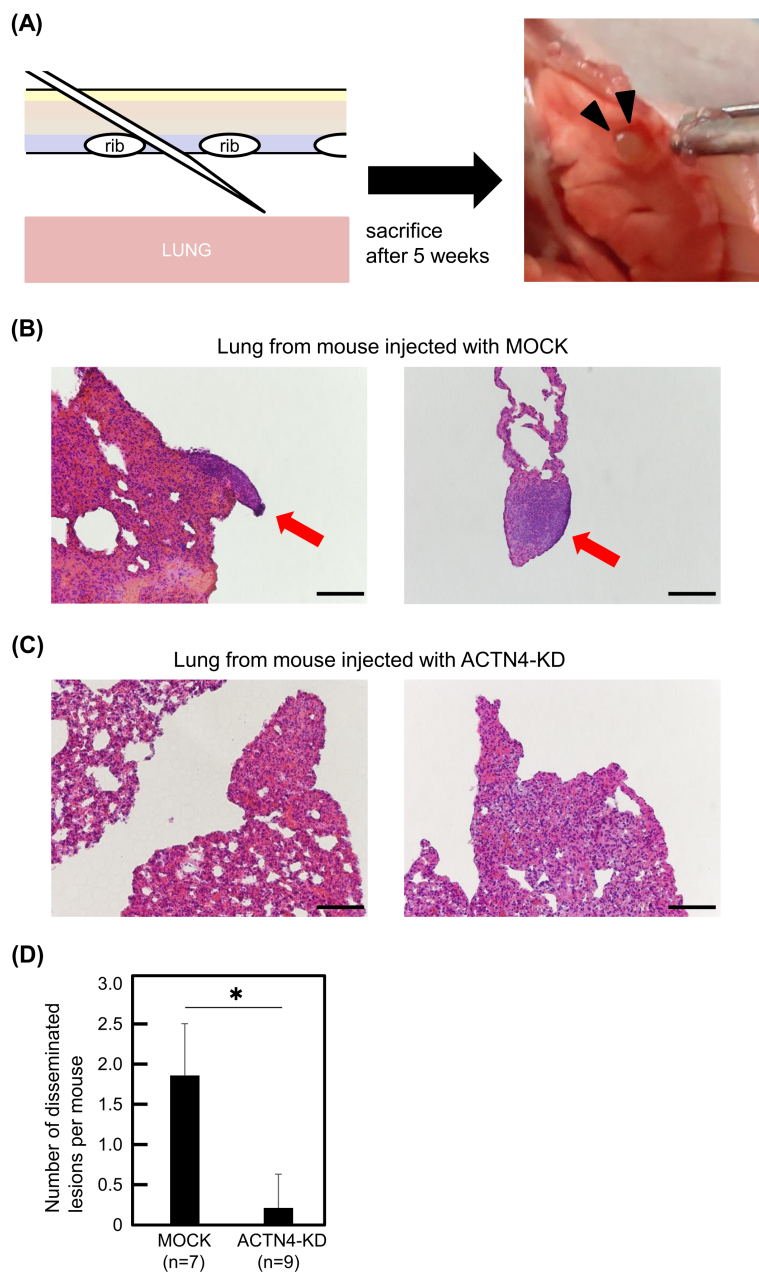 (A)
rib
rib
LUNG
sacrifice
after 5 weeks
(B)
Lung from mouse injected with MOCK
(C)
Lung from mouse injected with ACTN4-KD
(D)
Number of disseminated
lesions per mouse
3.0
2.5
2.0
1.5
1.0
0.5
0
*
MOCK
(n=7)
ACTN4-KD
(n=9)